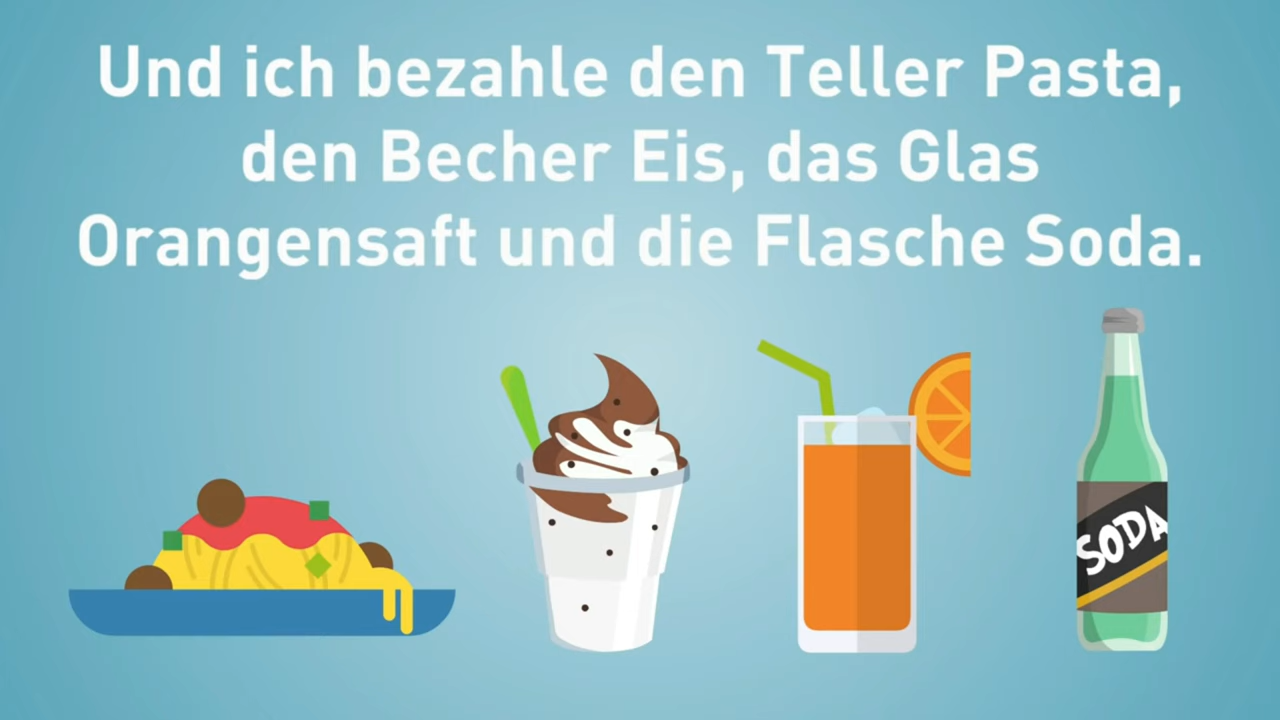 Und ich bezahle den Teller Pasta,
den Becher Eis, das Glas
Orangensaft und die Flasche Soda.
SODA